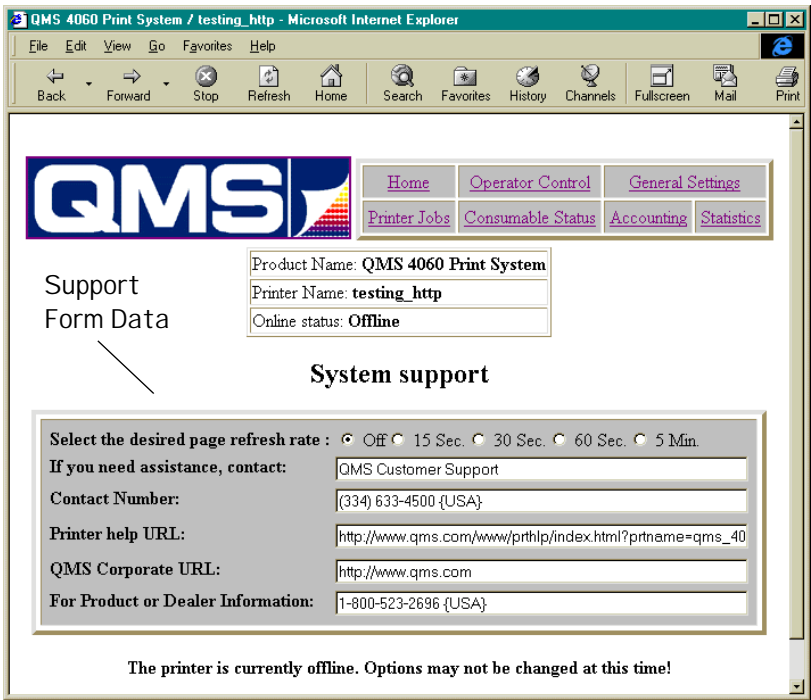 QMS 4060 Print System / testing_http - Microsoft Internet Explorer
File Edit View Go Favorites Help
Back Forward Stop Refresh Home Search Favorites History Channels Fullscreen Mail Print
QMS
Home Operator Control General Settings
Printer Jobs Consumable Status Accounting Statistics
Product Name: QMS 4060 Print System
Printer Name: testing_http
Online status: Offline
Support
Form Data
System support
Select the desired page refresh rate : Off 15 Sec. 30 Sec. 60 Sec. 5 Min.
If you need assistance, contact: QMS Customer Support
Contact Number: (334) 633-4500 {USA}
Printer help URL: http://www.qms.com/www/prthlp/index.html?prtname=qms_40
QMS Corporate URL: http://www.qms.com
For Product or Dealer Information: 1-800-523-2696 {USA}
The printer is currently offline. Options may not be changed at this time!